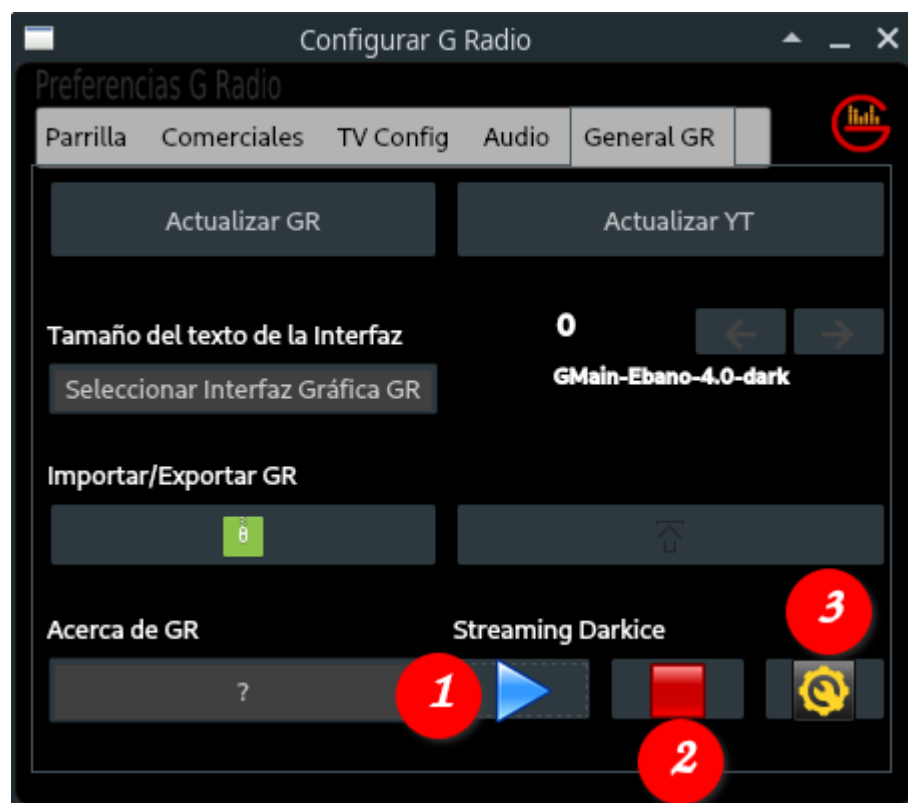 Configurar G Radio
Preferencias G Radio
Parrilla Comerciales TV Config Audio General GR
Actualizar GR Actualizar YT
Tamaño del texto de la Interfaz 0
Seleccionar Interfaz Gráfica GR GMain-Ebano-4.0-dark
Importar/Exportar GR
3
Acerca de GR Streaming Darkice
? 1
2